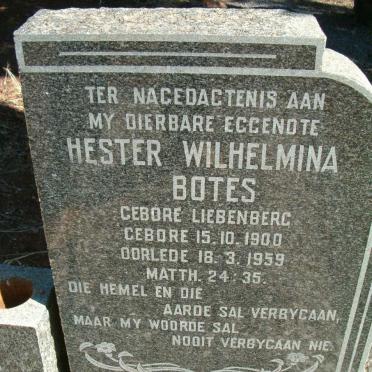 TER NAGEDACTENIS AAN
MY DIERBARE EGGENOTE
HESTER WILHELMINA
BOTES
GEBORE LIEBENBERG
GEBORE 15.10.1900
OORLEDE 18.3.1959
MATTH. 24:35.
DIE HEMEL EN DIE
AARDE SAL VERBYGAAN,
MAAR MY WOORDE SAL
NOOIT VERBYGAAN NIE.